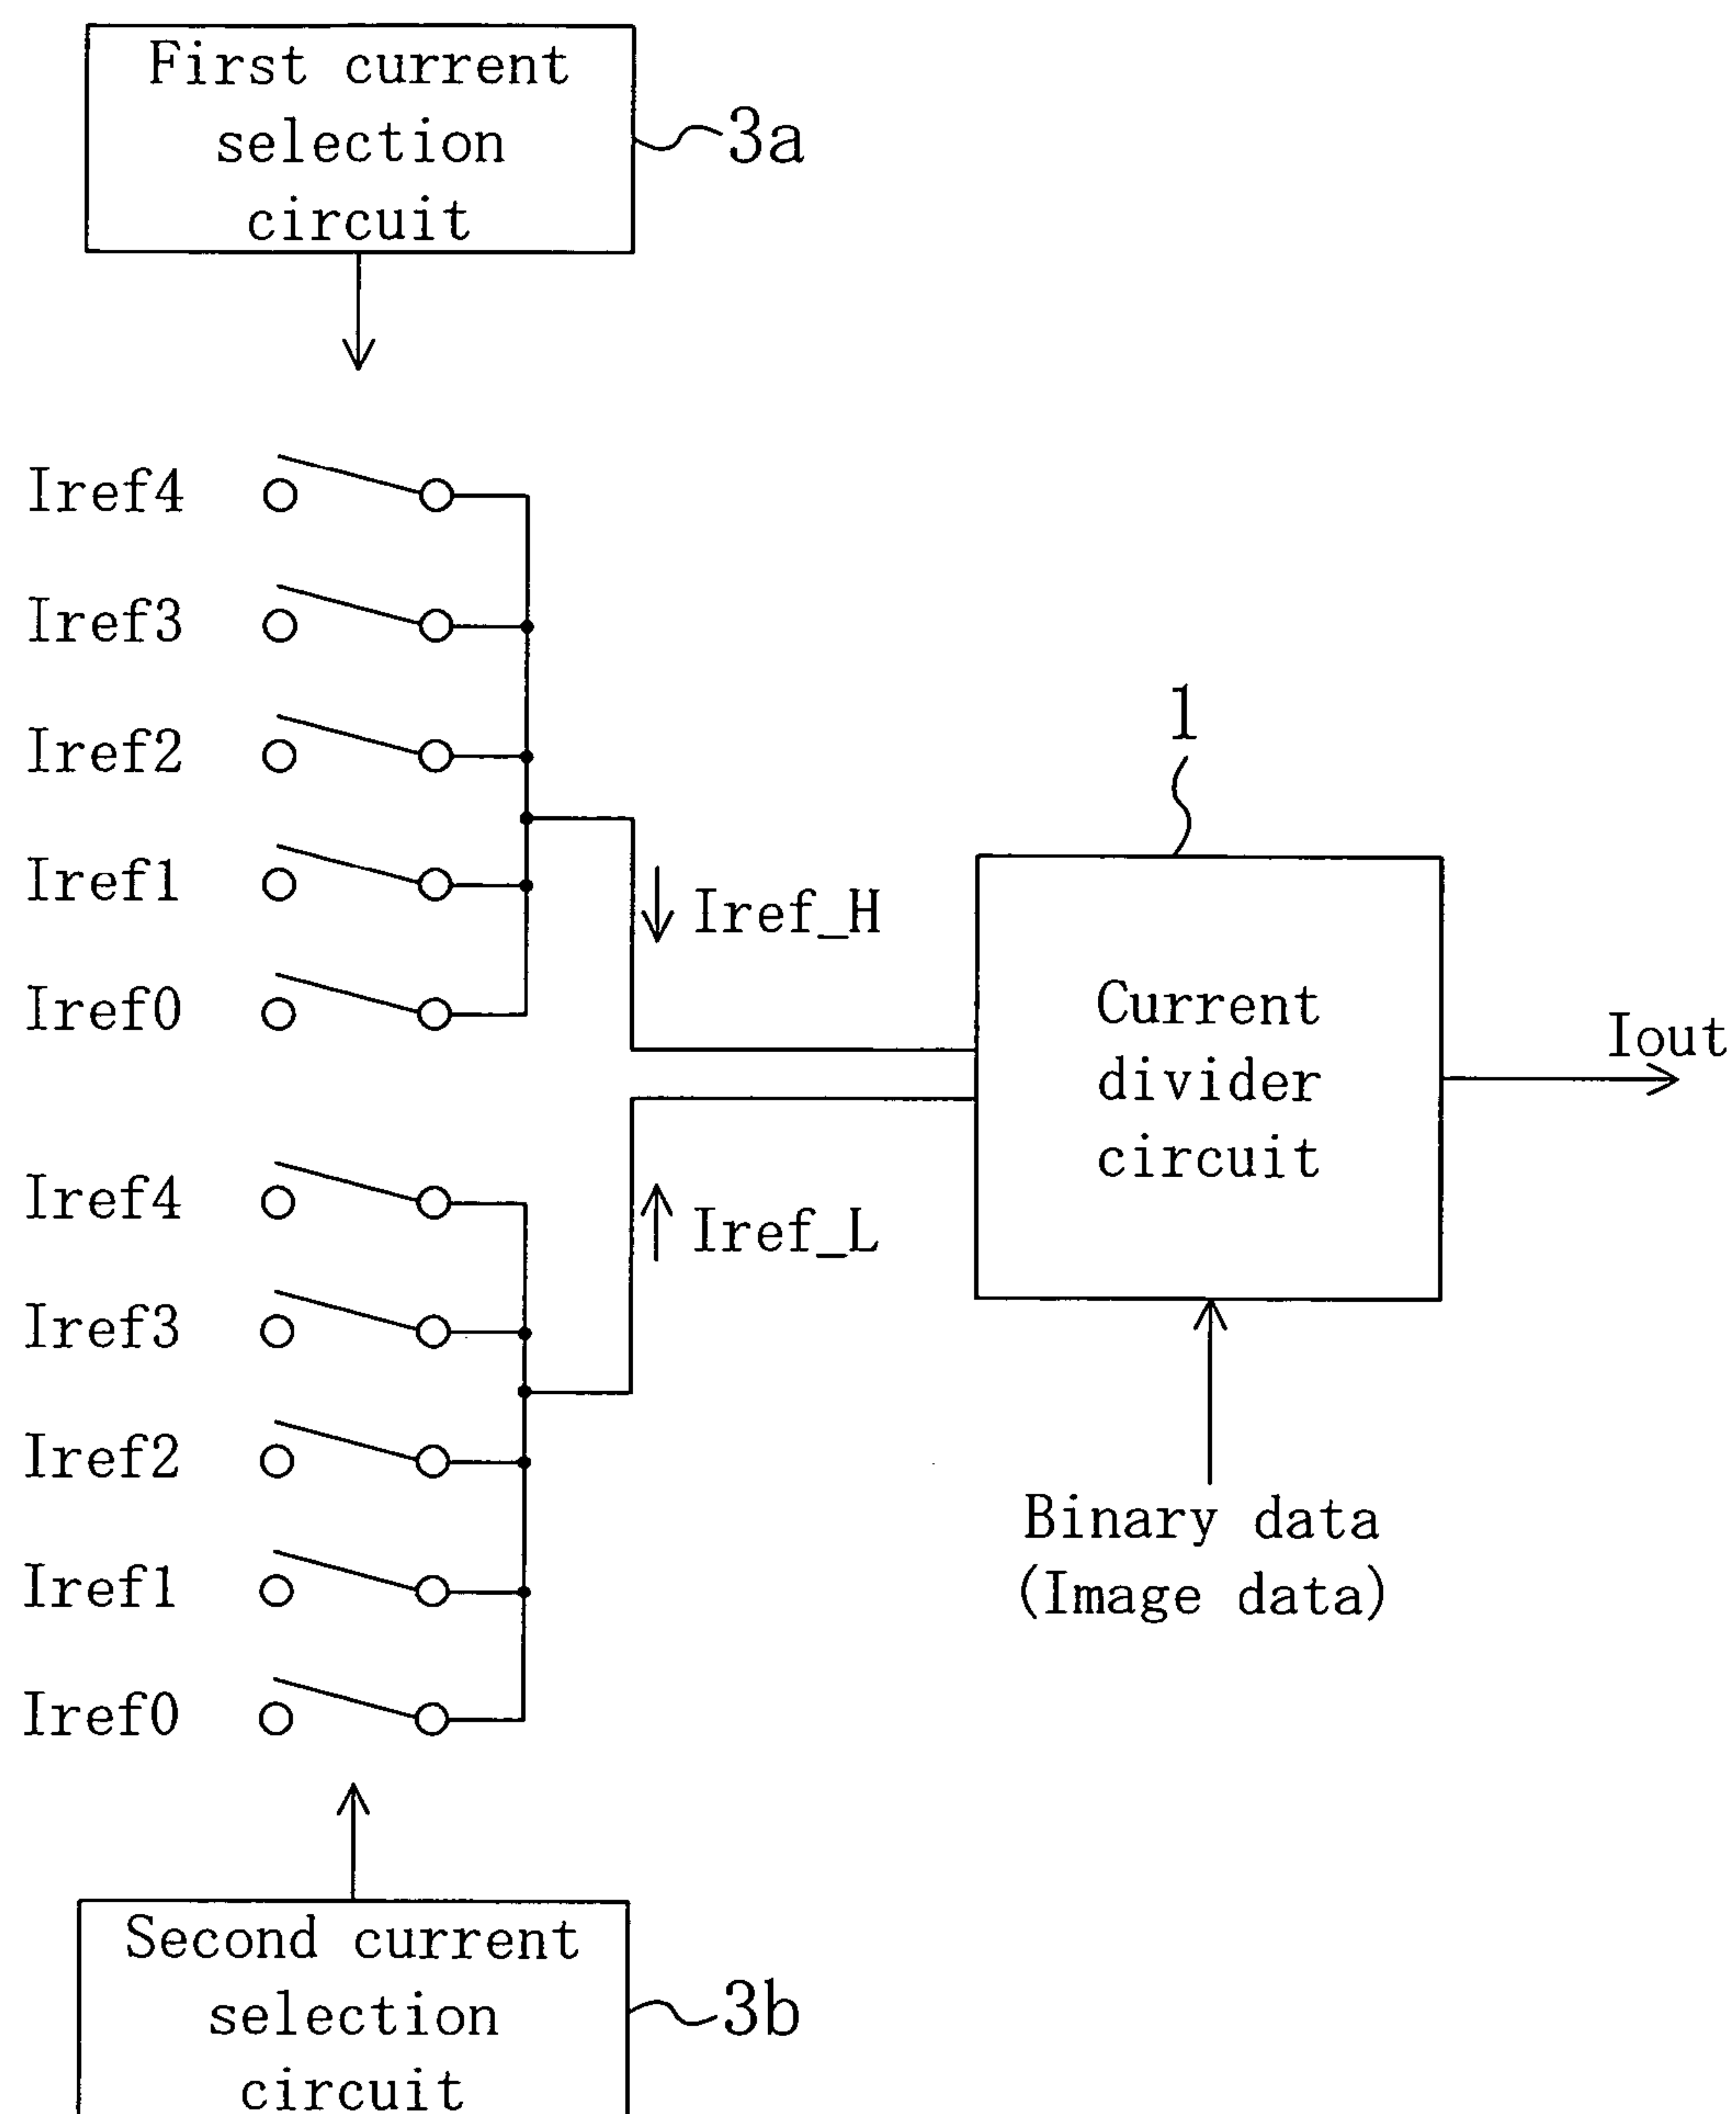 First current
selection
circuit
3a
Iref4
Iref3
Iref2
Iref1
Iref0
Iref_H
1
Current
divider
circuit
Iout
Iref4
Iref3
Iref2
Iref1
Iref0
Iref_L
Binary data
(Image data)
Second current
selection
circuit
3b